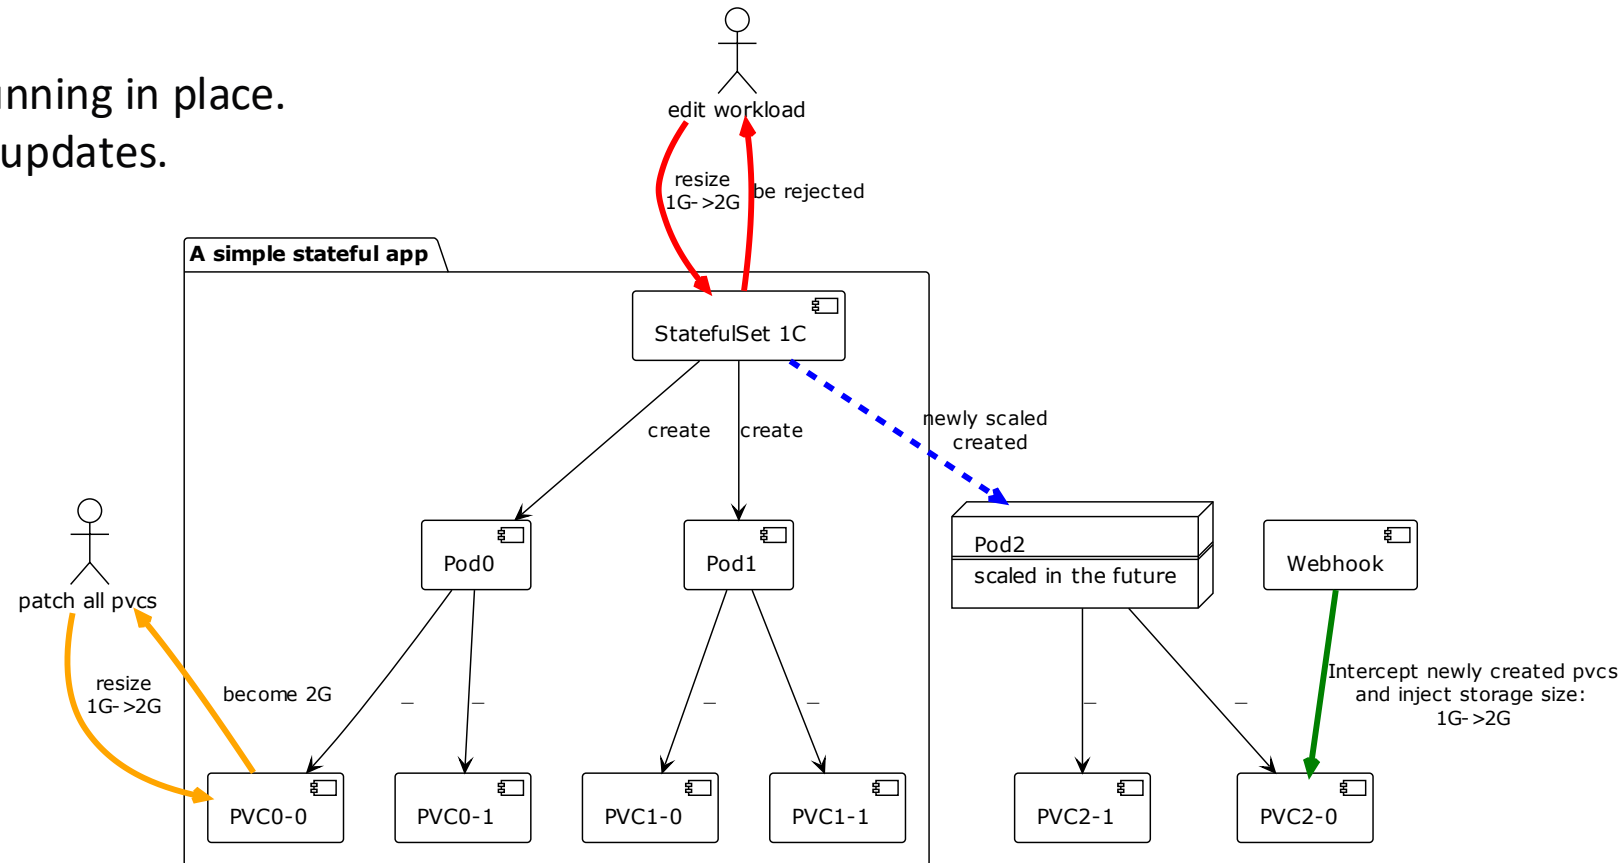 unning in place.
updates.
edit workload
resize
1G->2G
be rejected
A simple stateful app
StatefulSet 1C
create
create
newly scaled
created
Pod0
Pod1
Pod2
scaled in the future
Webhook
patch all pvcs
resize
1G->2G
become 2G
_
_
_
_
_
_
Intercept newly created pvcs
and inject storage size:
1G->2G
PVC0-0
PVC0-1
PVC1-0
PVC1-1
PVC2-1
PVC2-0